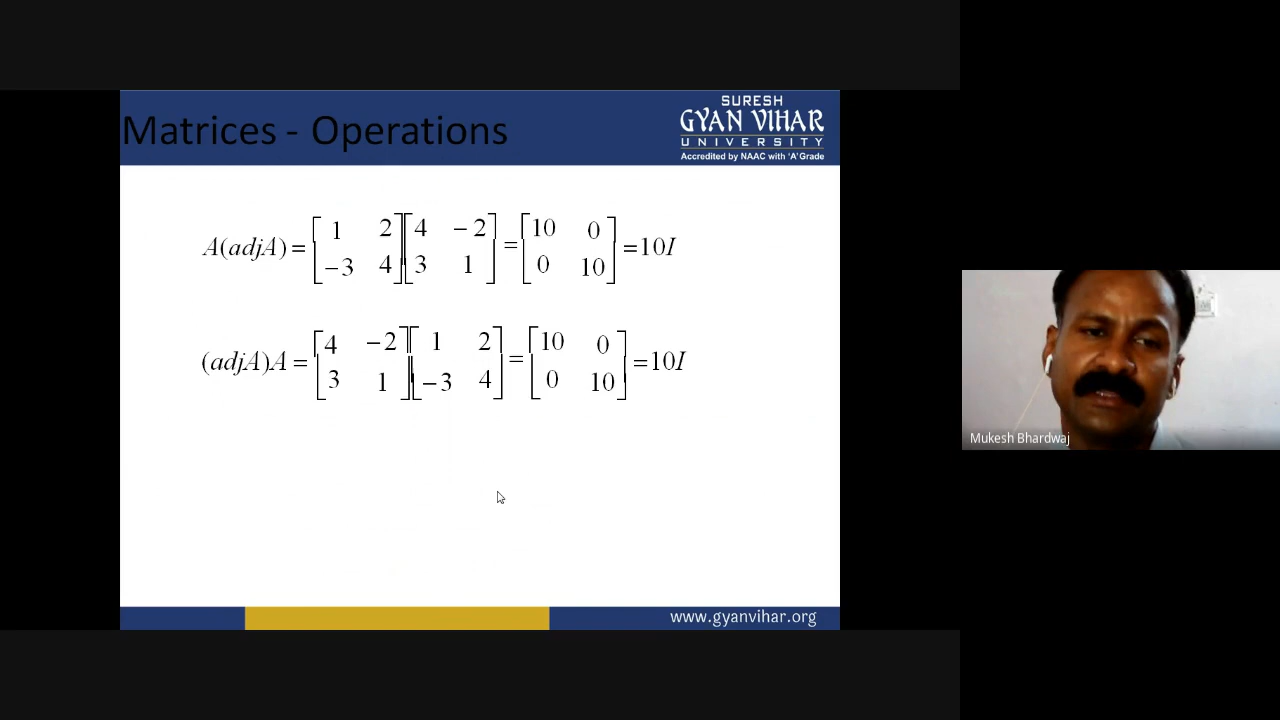 Matrices - Operations
SURESH
GYAN VIHAR
UNIVERSITY
Accredited by NAAC with 'A' Grade
A(adjA) = [1 2 −3 4] [4 −2 3 1] = [10 0 0 10] = 10I
(adjA)A = [4 −2 3 1] [1 2 −3 4] = [10 0 0 10] = 10I
Mukesh Bhardwaj
www.gyanvihar.org